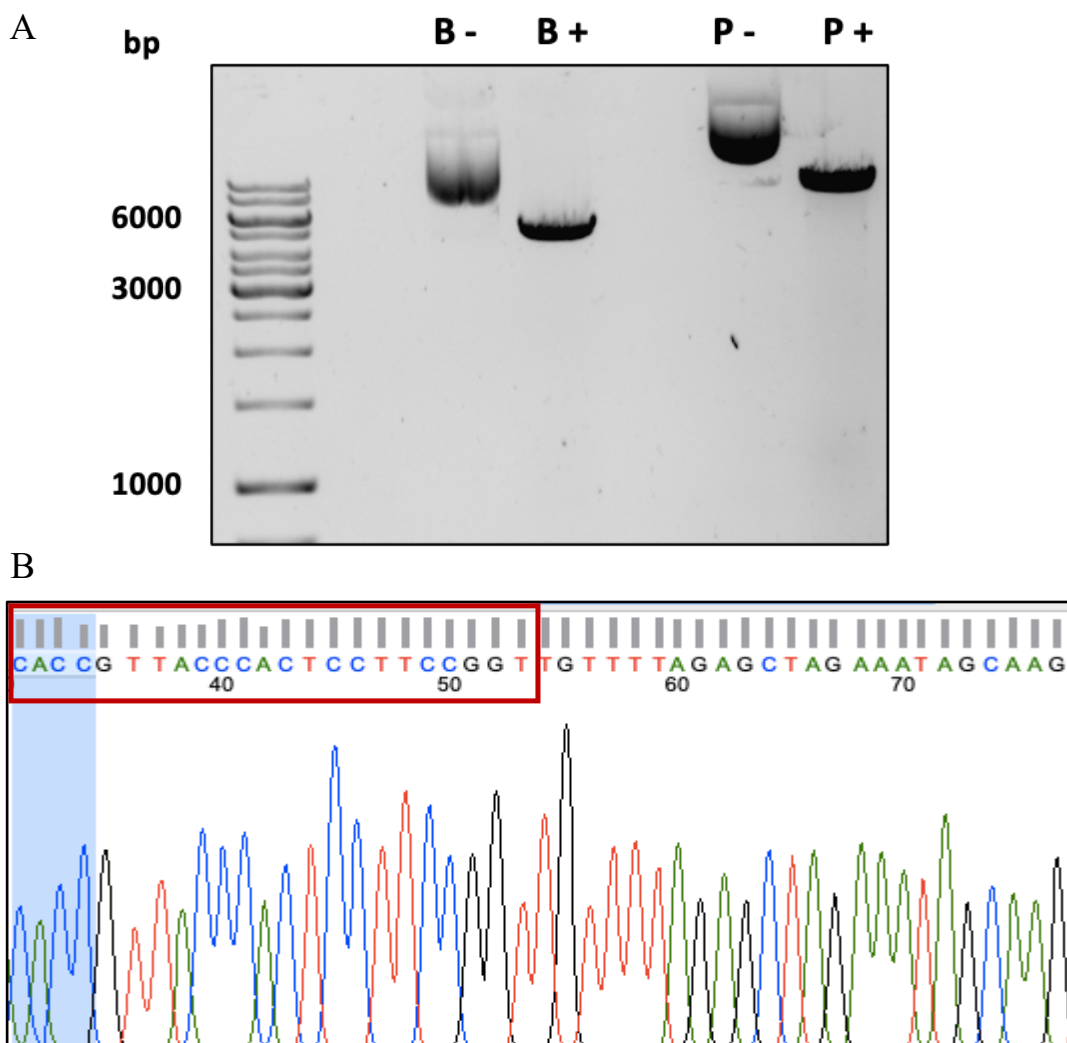 A
bp
B - B + P - P +
6000
3000
1000
B
CACCGTTACCCACTCCTTCCGGTTGTTTTAGAGCTAGAAATAGCAAG
40 50 60 70